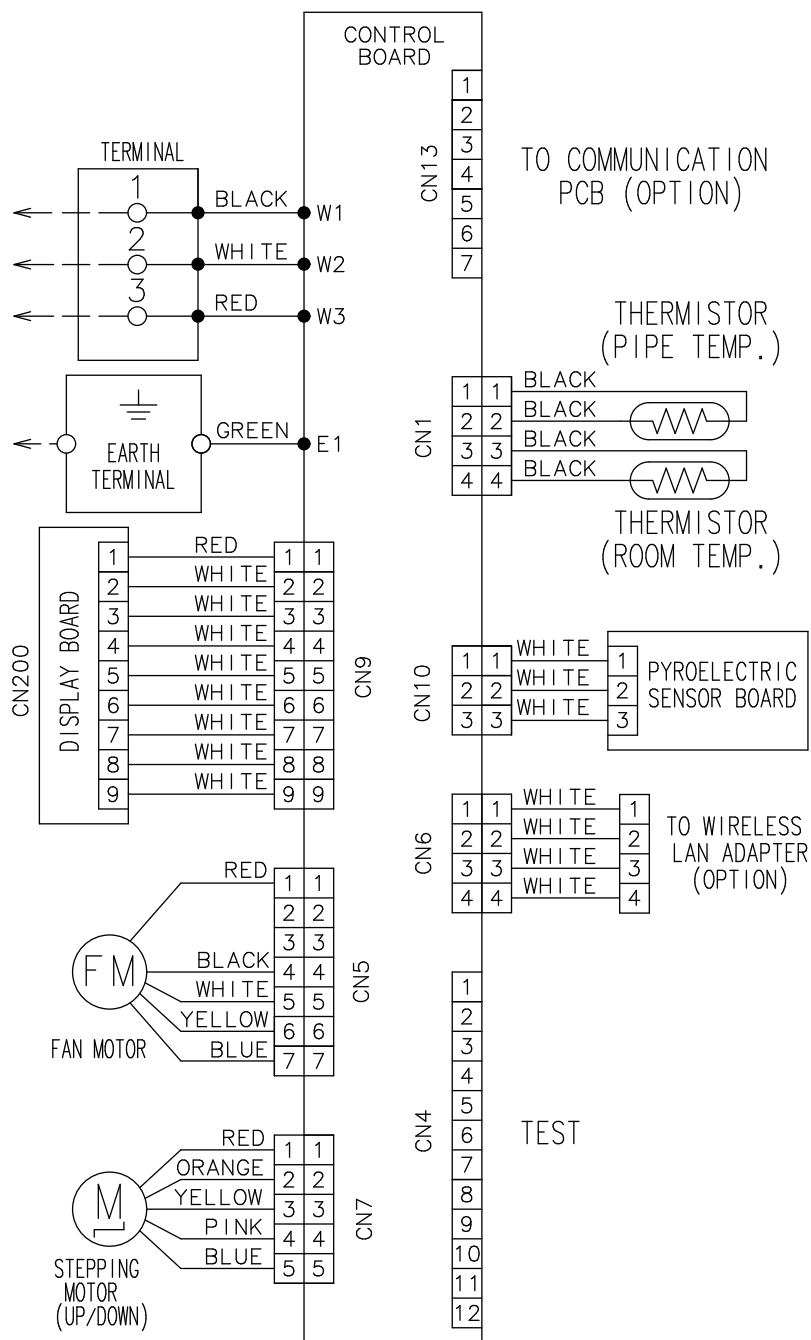 CONTROL
BOARD
CN13
1
2
3
4
5
6
7
TO COMMUNICATION
PCB (OPTION)
TERMINAL
1 BLACK W1
2 WHITE W2
3 RED W3
EARTH
TERMINAL
GREEN E1
THERMISTOR
(PIPE TEMP.)
CN1
1 1 BLACK
2 2 BLACK
3 3 BLACK
4 4 BLACK
THERMISTOR
(ROOM TEMP.)
CN200
DISPLAY BOARD
1 RED 1 1
2 WHITE 2 2
3 WHITE 3 3
4 WHITE 4 4
5 WHITE 5 5
6 WHITE 6 6
7 WHITE 7 7
8 WHITE 8 8
9 WHITE 9 9
CN9
CN10
1 1 WHITE 1
2 2 WHITE 2
3 3 WHITE 3
PYROELECTRIC
SENSOR BOARD
CN6
1 1 WHITE 1
2 2 WHITE 2
3 3 WHITE 3
4 4 WHITE 4
TO WIRELESS
LAN ADAPTER
(OPTION)
FM
FAN MOTOR
RED 1 1
2 2
3 3
BLACK 4 4
WHITE 5 5
YELLOW 6 6
BLUE 7 7
CN5
CN4
1
2
3
4
5
6
7
8
9
10
11
12
TEST
M
STEPPING
MOTOR
(UP/DOWN)
RED 1 1
ORANGE 2 2
YELLOW 3 3
PINK 4 4
BLUE 5 5
CN7